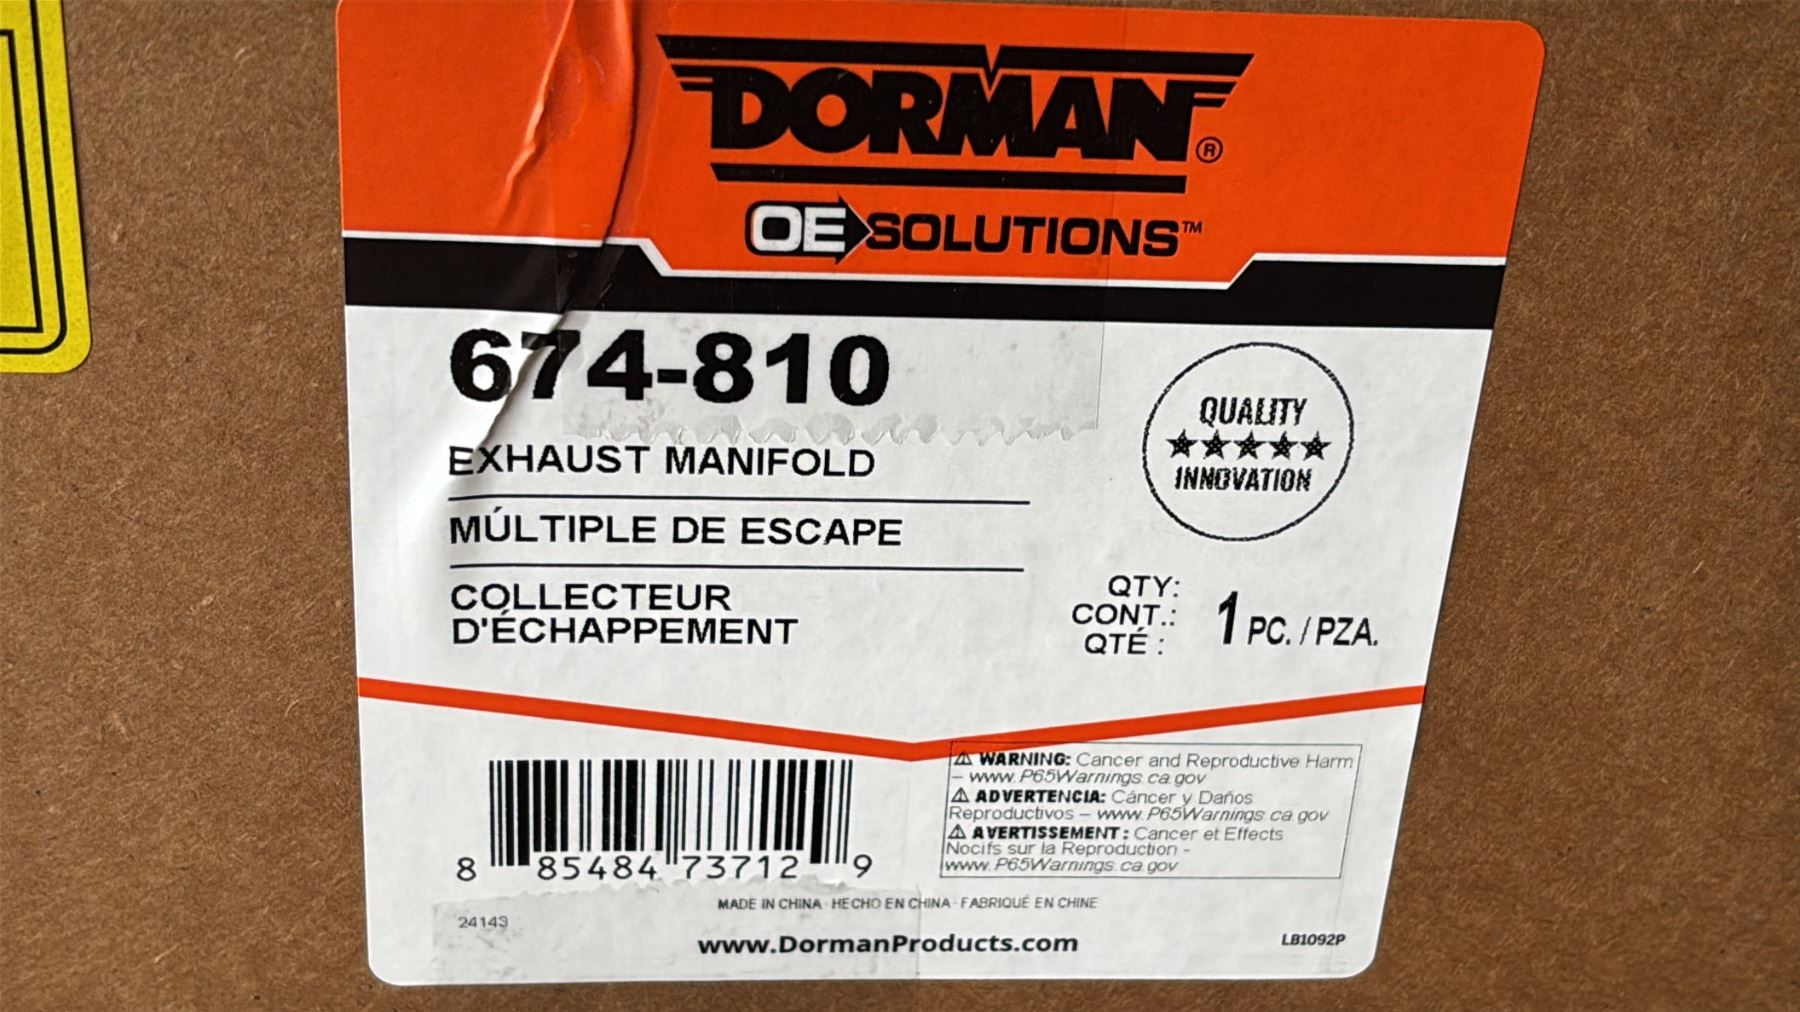 DORMAN®
OE SOLUTIONS™
674-810
QUALITY
★★★★★
INNOVATION
EXHAUST MANIFOLD
MÚLTIPLE DE ESCAPE
COLLECTEUR
D'ÉCHAPPEMENT
QTY:
CONT.:
QTÉ :
1 PC. / PZA.
⚠ WARNING: Cancer and Reproductive Harm
– www.P65Warnings.ca.gov
⚠ ADVERTENCIA: Cáncer y Daños
Reproductivos – www.P65Warnings.ca.gov
⚠ AVERTISSEMENT : Cancer et Effects
Nocifs sur la Reproduction -
www.P65Warnings.ca.gov
8 85484 73712 9
MADE IN CHINA · HECHO EN CHINA · FABRIQUÉ EN CHINE
24143
www.DormanProducts.com
LB1092P